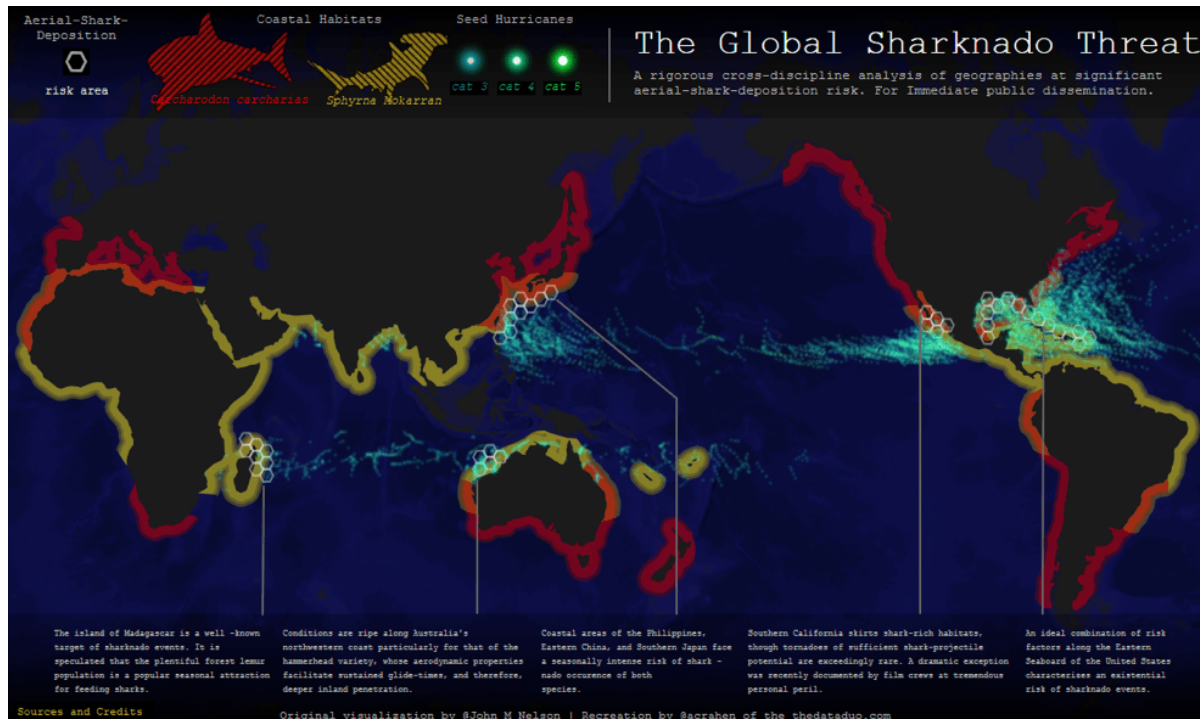 Aerial-Shark-
Deposition
risk area
Coastal Habitats
Carcharodon carcharias
Sphyrna Mokarran
Seed Hurricanes
cat 3
cat 4
cat 5
The Global Sharknado Threat
A rigorous cross-discipline analysis of geographies at significant
aerial-shark-deposition risk. For Immediate public dissemination.
The island of Madagascar is a well -known
target of sharknado events. It is
speculated that the plentiful forest lemur
population is a popular seasonal attraction
for feeding sharks.
Conditions are ripe along Australia's
northwestern coast particularly for that of the
hammerhead variety, whose aerodynamic properties
facilitate sustained glide-times, and therefore,
deeper inland penetration.
Coastal areas of the Philippines,
Eastern China, and Southern Japan face
a seasonally intense risk of shark -
nado occurence of both
species.
Southern California skirts shark-rich habitats,
though tornadoes of sufficient shark-projectile
potential are exceedingly rare. A dramatic exception
was recently documented by film crews at tremendous
personal peril.
An ideal combination of risk
factors along the Eastern
Seaboard of the United States
characterizes an existential
risk of sharknado events.
Sources and Credits
Original visualization by @John M Nelson | Recreation by @acrahen of the thedataduo.com